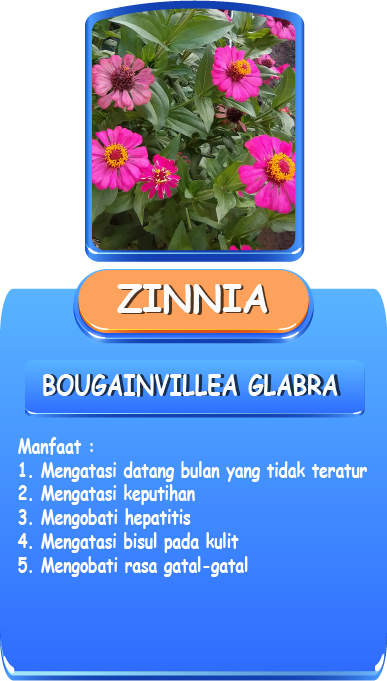 ZINNIA
BOUGAINVILLEA GLABRA
Manfaat :
1. Mengatasi datang bulan yang tidak teratur
2. Mengatasi keputihan
3. Mengobati hepatitis
4. Mengatasi bisul pada kulit
5. Mengobati rasa gatal-gatal